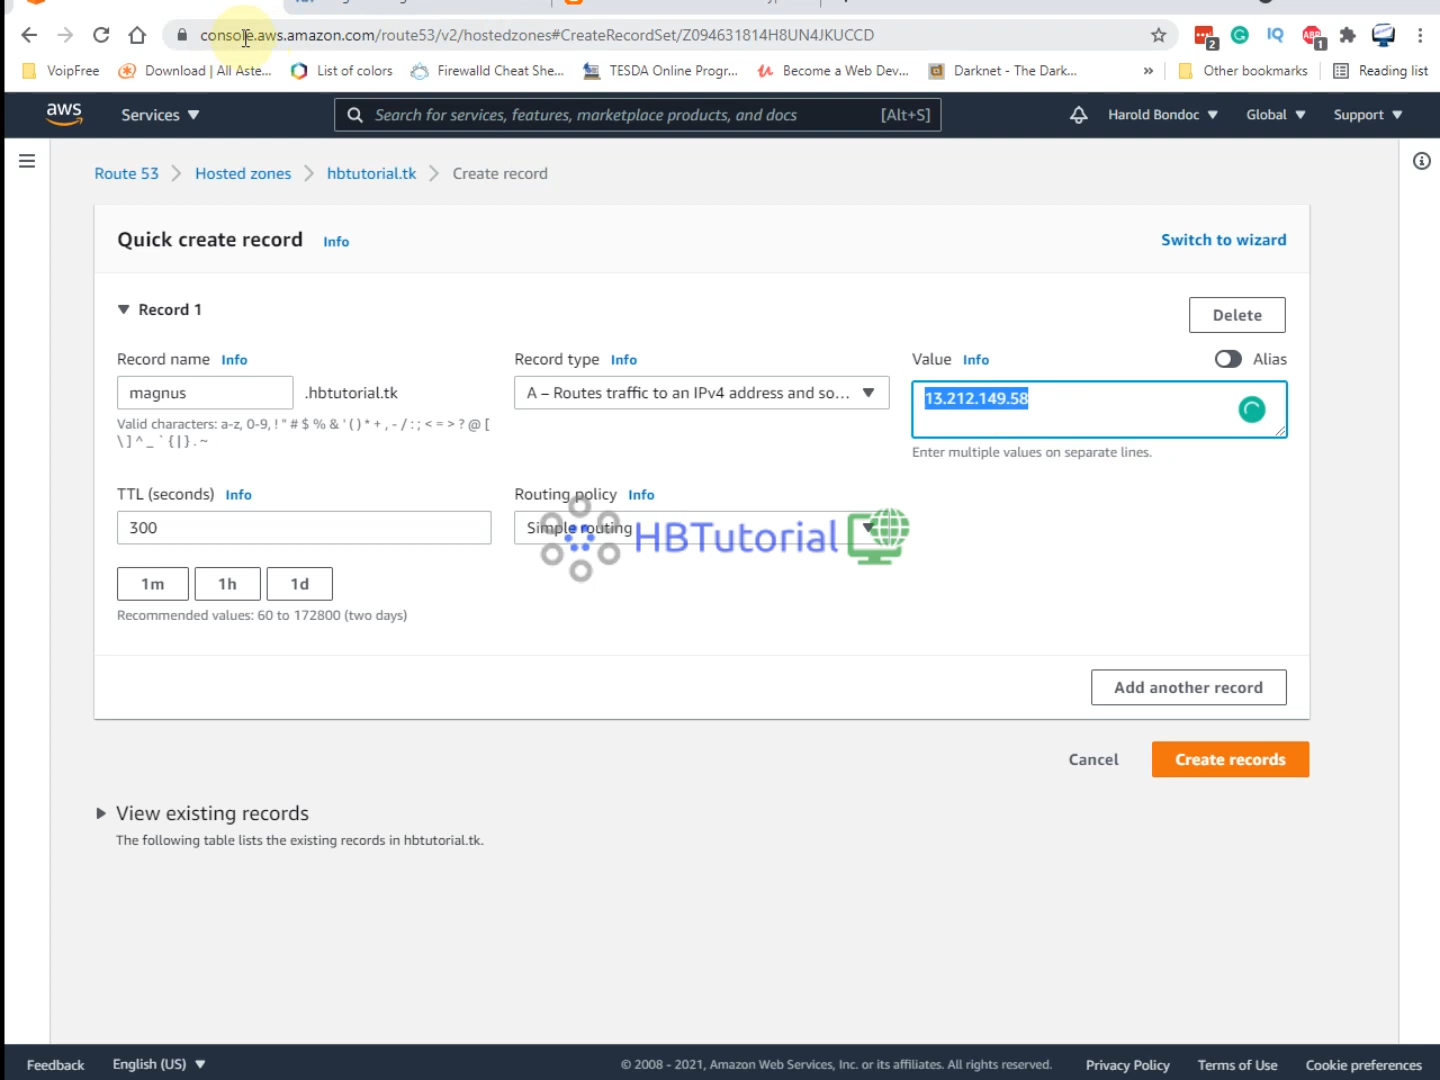 console.aws.amazon.com/route53/v2/hostedzones#CreateRecordSet/Z094631814H8UN4JKUCCD
2
1
VoipFree
Download | All Aste...
List of colors
Firewalld Cheat She...
TESDA Online Progr...
Become a Web Dev...
Darknet - The Dark...
»
Other bookmarks
Reading list
aws
Services ▼
Search for services, features, marketplace products, and docs [Alt+S]
Harold Bondoc ▼
Global ▼
Support ▼
Route 53 > Hosted zones > hbtutorial.tk > Create record
Quick create record Info
Switch to wizard
▼ Record 1
Delete
Record name Info
magnus .hbtutorial.tk
Valid characters: a-z, 0-9, ! " # $ % & ' ( ) * + , - / : ; < = > ? @ [
\ ] ^ _ ` { | } . ~
Record type Info
A – Routes traffic to an IPv4 address and so... ▼
Value Info
Alias
13.212.149.58
Enter multiple values on separate lines.
TTL (seconds) Info
300
1m 1h 1d
Recommended values: 60 to 172800 (two days)
Routing policy Info
Simple routing
HBTutorial
Add another record
Cancel
Create records
View existing records
The following table lists the existing records in hbtutorial.tk.
Feedback
English (US) ▼
© 2008 - 2021, Amazon Web Services, Inc. or its affiliates. All rights reserved.
Privacy Policy
Terms of Use
Cookie preferences